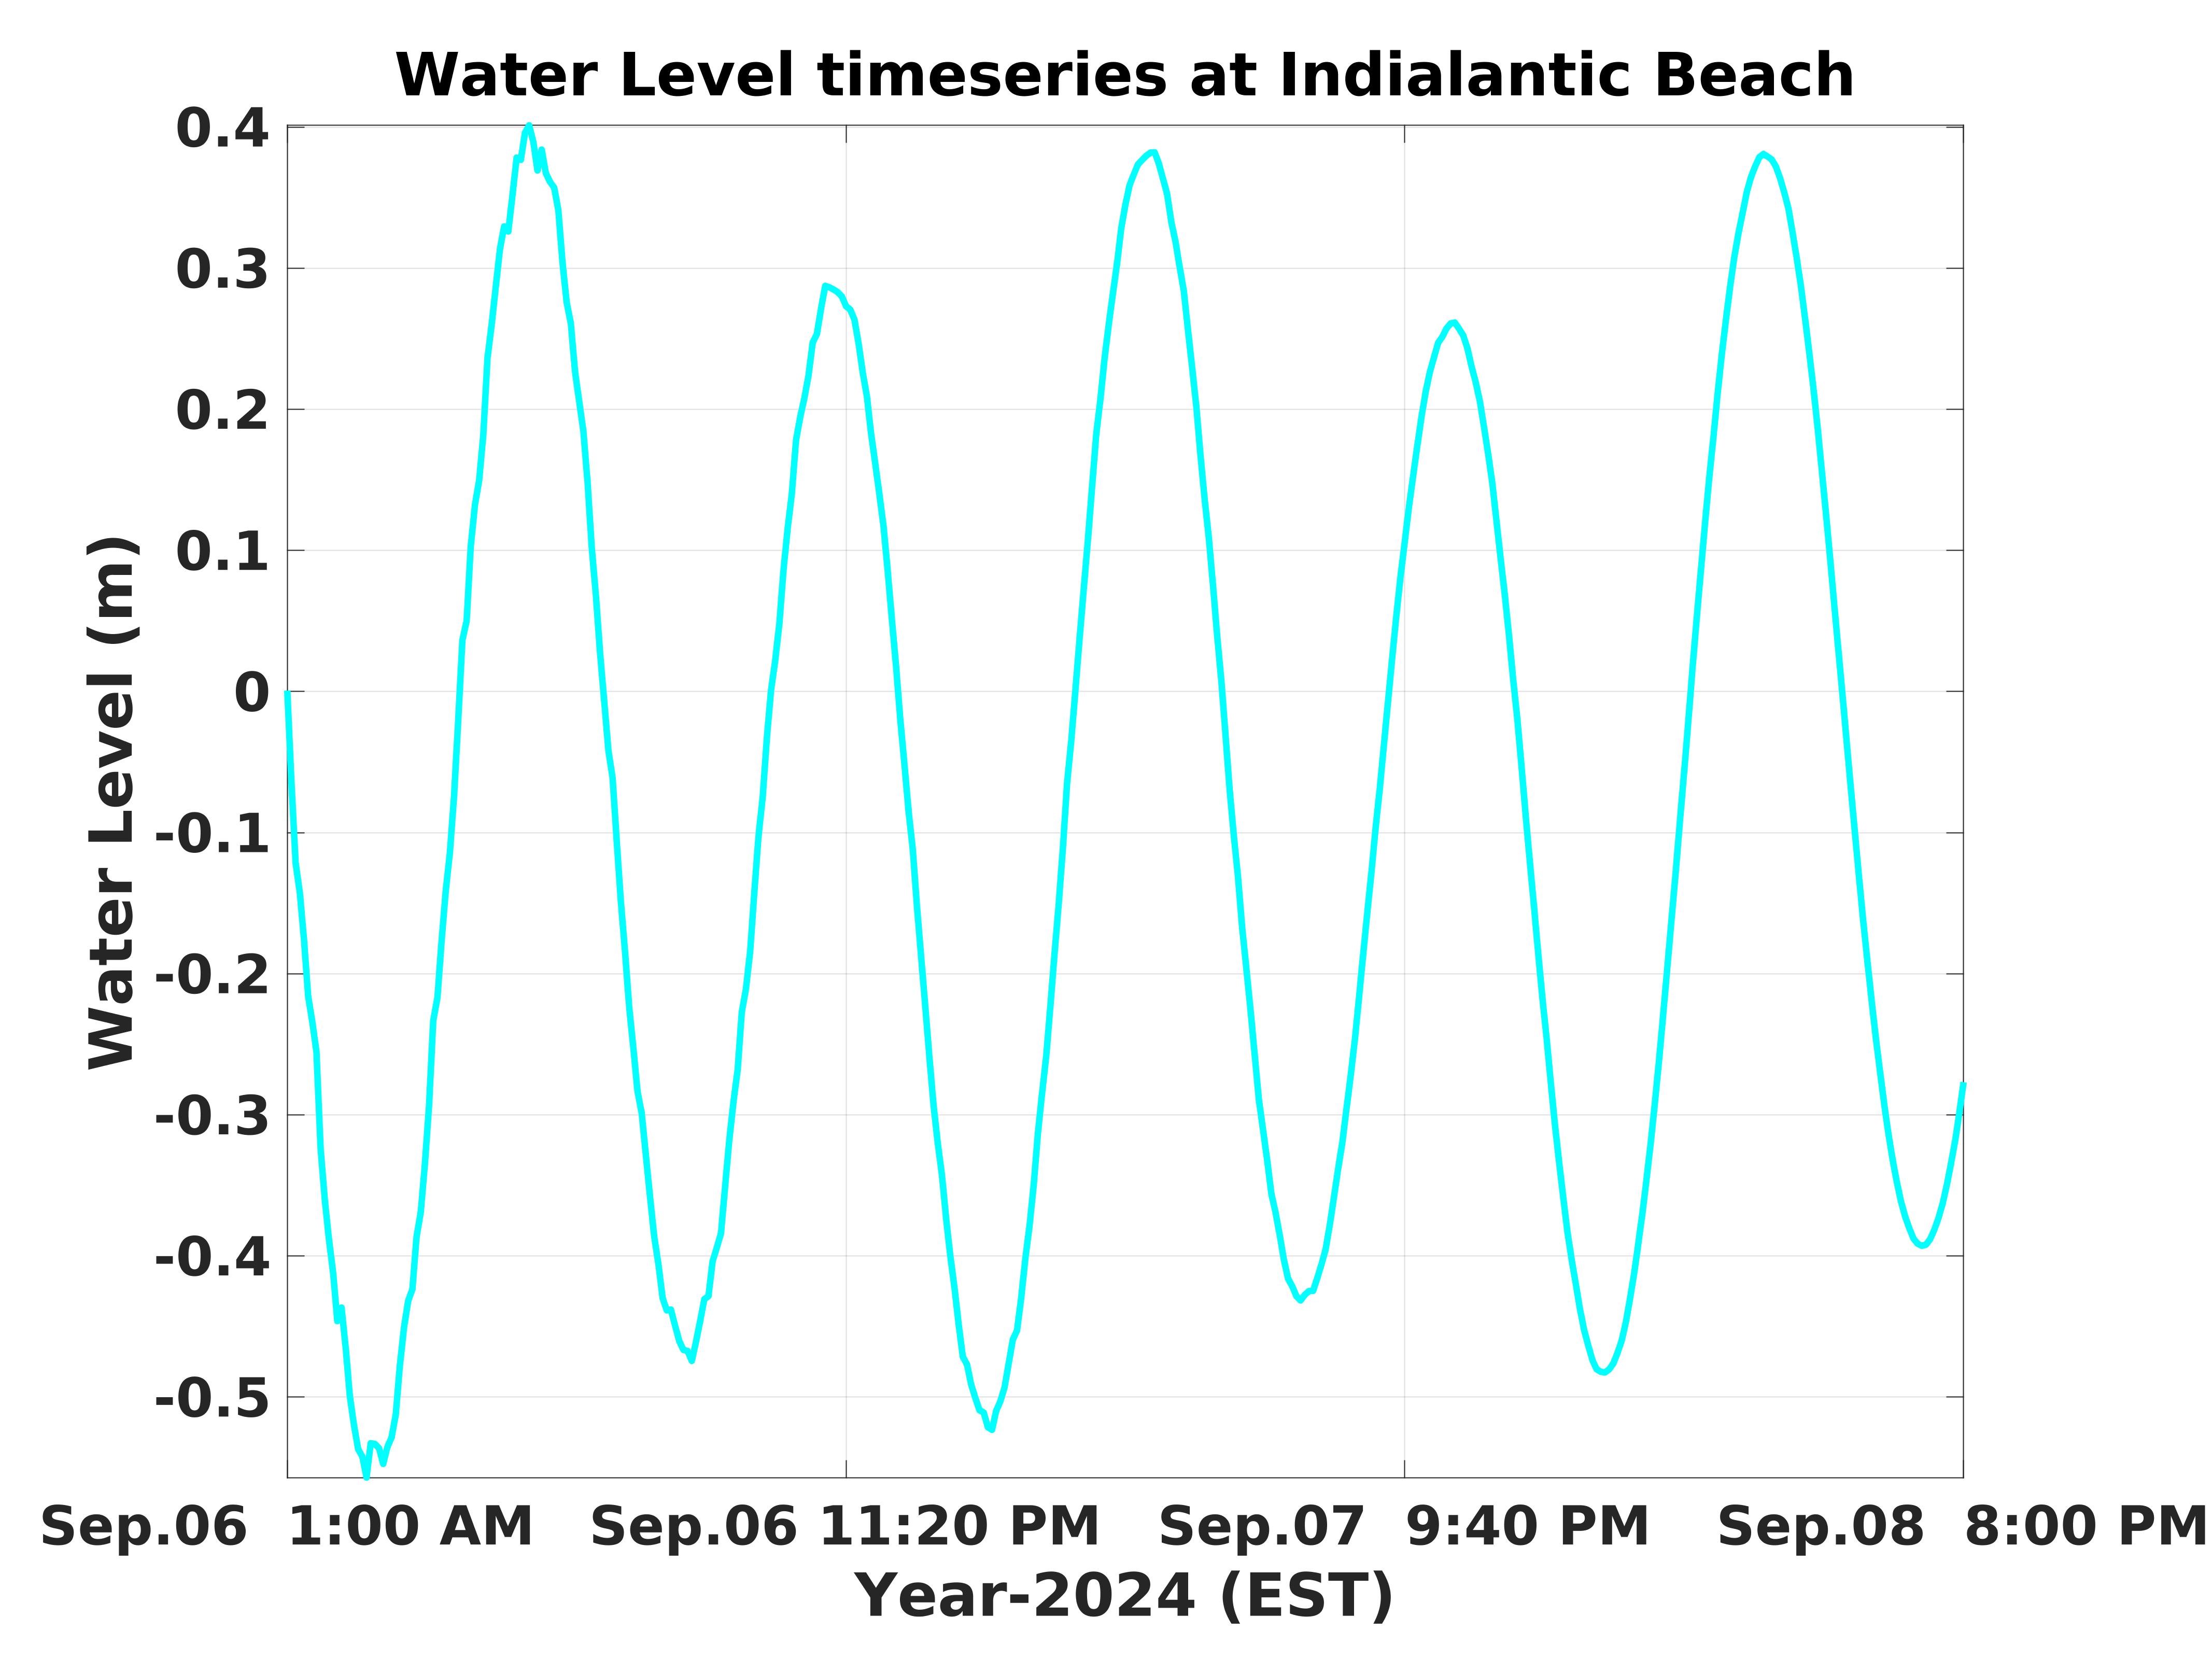 Water Level timeseries at Indialantic Beach
0.4
0.3
0.2
0.1
0
-0.1
-0.2
-0.3
-0.4
-0.5
Water Level (m)
Sep.06 1:00 AM Sep.06 11:20 PM Sep.07 9:40 PM Sep.08 8:00 PM
Year-2024 (EST)